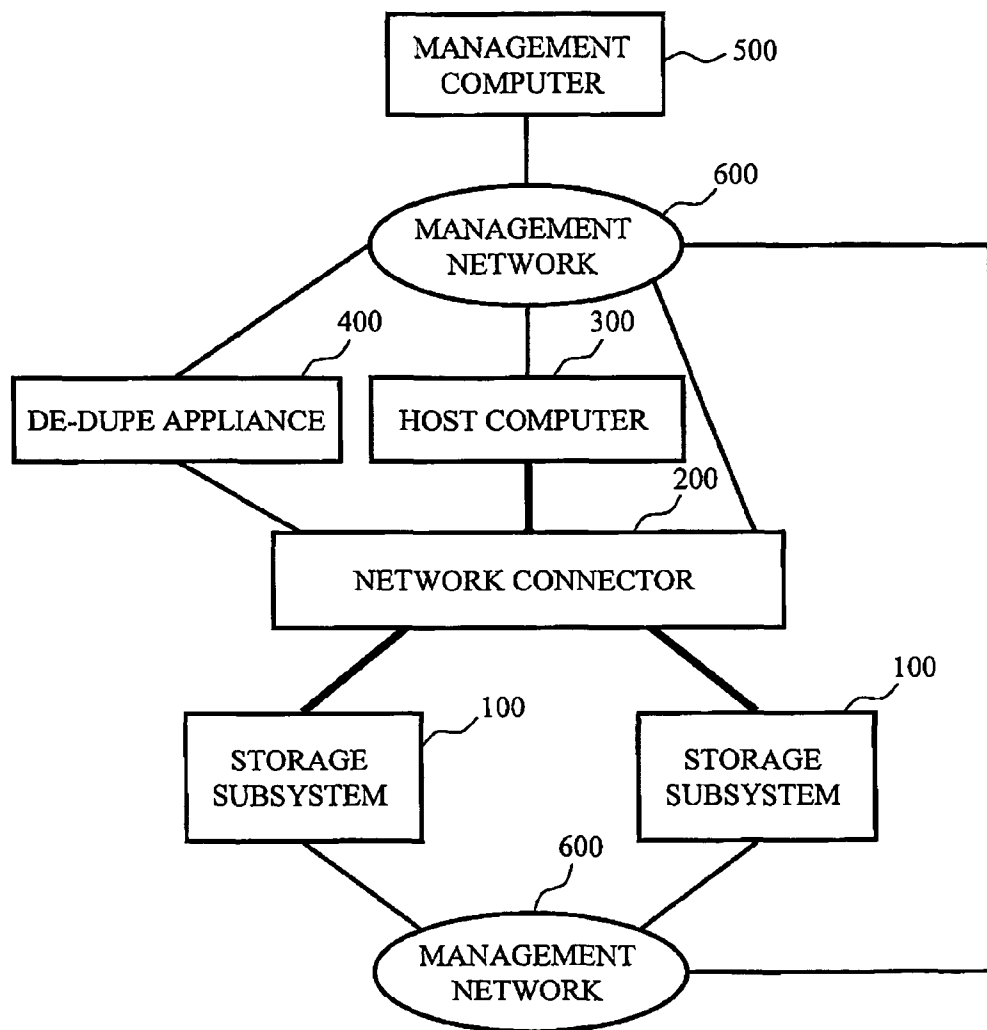 MANAGEMENT
COMPUTER
500
600
MANAGEMENT
NETWORK
400
300
DE-DUPE APPLIANCE
HOST COMPUTER
200
NETWORK CONNECTOR
100
100
STORAGE
SUBSYSTEM
STORAGE
SUBSYSTEM
600
MANAGEMENT
NETWORK